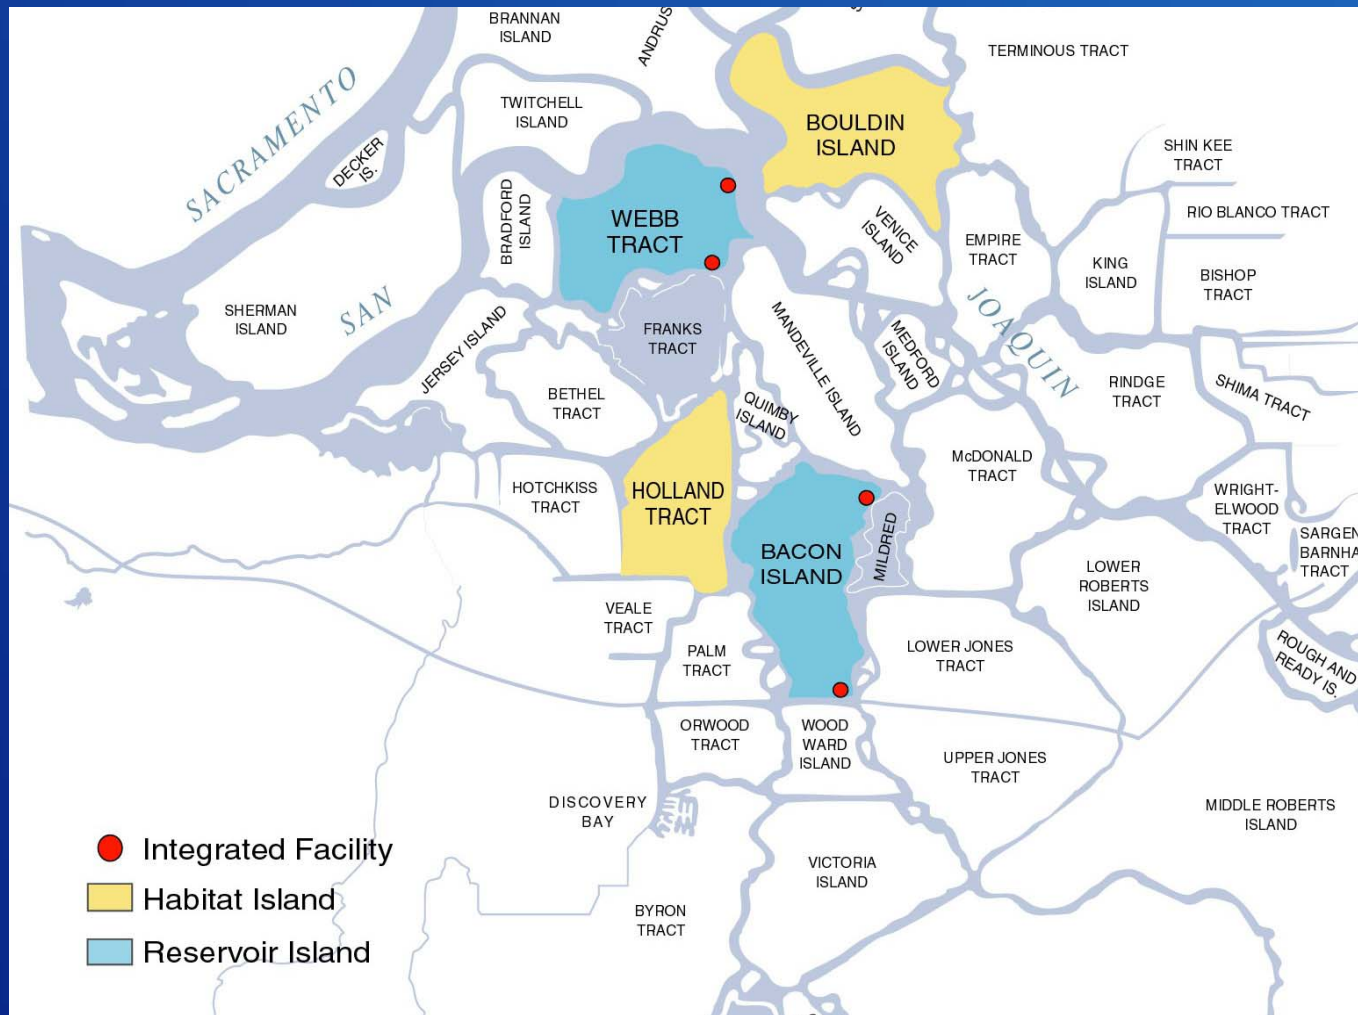 BRANNAN
ISLAND
ANDRUS
TERMINOUS TRACT
SACRAMENTO
TWITCHELL
ISLAND
BOULDIN
ISLAND
DECKER
IS.
SHIN KEE
TRACT
BRADFORD
ISLAND
WEBB
TRACT
VENICE
ISLAND
RIO BLANCO TRACT
EMPIRE
TRACT
KING
ISLAND
BISHOP
TRACT
SHERMAN
ISLAND
SAN
JOAQUIN
JERSEY ISLAND
FRANKS
TRACT
MANDEVILLE ISLAND
MEDFORD
ISLAND
RINDGE
TRACT
SHIMA TRACT
BETHEL
TRACT
QUIMBY
ISLAND
McDONALD
TRACT
HOTCHKISS
TRACT
HOLLAND
TRACT
WRIGHT-
ELWOOD
TRACT
BACON
ISLAND
MILDRED
SARGEN
BARNHA
TRACT
LOWER
ROBERTS
ISLAND
VEALE
TRACT
PALM
TRACT
LOWER JONES
TRACT
ROUGH AND
READY IS.
ORWOOD
TRACT
WOOD
WARD
ISLAND
UPPER JONES
TRACT
DISCOVERY
BAY
MIDDLE ROBERTS
ISLAND
VICTORIA
ISLAND
BYRON
TRACT
Integrated Facility
Habitat Island
Reservoir Island